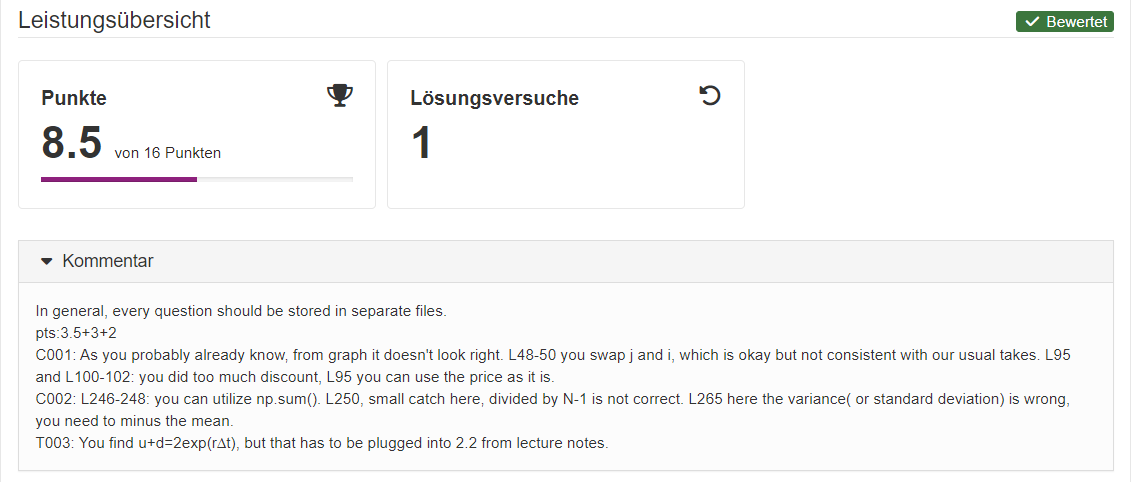 Leistungsübersicht
Bewertet
Punkte
8.5 von 16 Punkten
Lösungsversuche
1
Kommentar
In general, every question should be stored in separate files.
pts:3.5+3+2
C001: As you probably already know, from graph it doesn't look right. L48-50 you swap j and i, which is okay but not consistent with our usual takes. L95
and L100-102: you did too much discount, L95 you can use the price as it is.
C002: L246-248: you can utilize np.sum(). L250, small catch here, divided by N-1 is not correct. L265 here the variance( or standard deviation) is wrong,
you need to minus the mean.
T003: You find u+d=2exp(rΔt), but that has to be plugged into 2.2 from lecture notes.